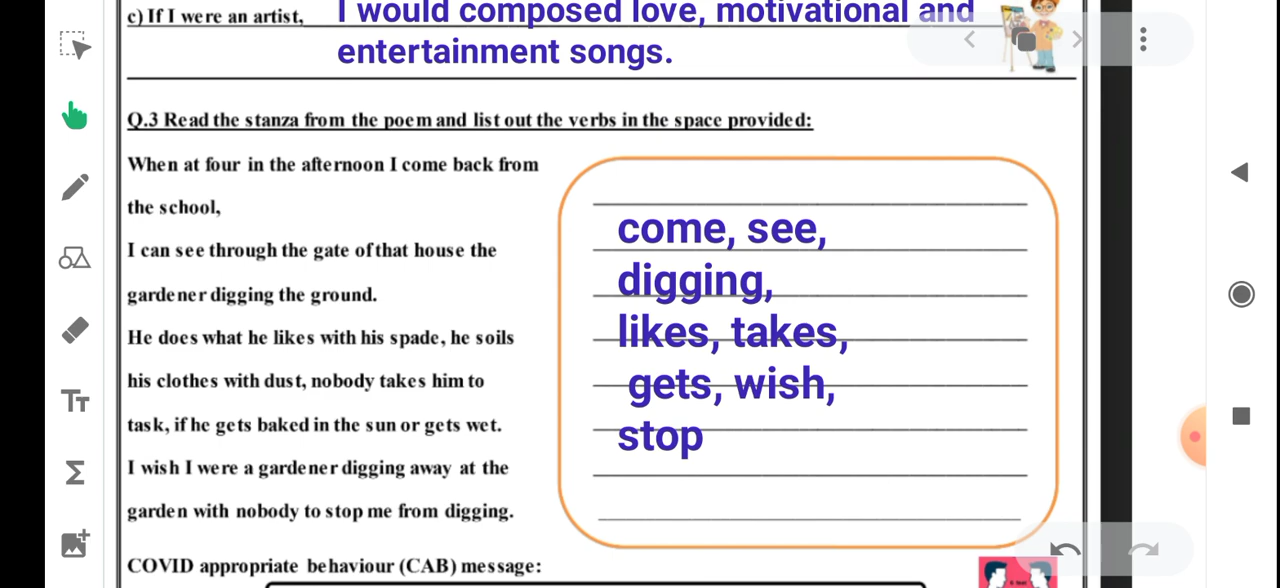 c) If I were an artist, I would composed love, motivational and
entertainment songs.
Q.3 Read the stanza from the poem and list out the verbs in the space provided:
When at four in the afternoon I come back from
the school,
I can see through the gate of that house the
gardener digging the ground.
He does what he likes with his spade, he soils
his clothes with dust, nobody takes him to
task, if he gets baked in the sun or gets wet.
I wish I were a gardener digging away at the
garden with nobody to stop me from digging.
come, see,
digging,
likes, takes,
gets, wish,
stop
COVID appropriate behaviour (CAB) message:
Tт
Σ